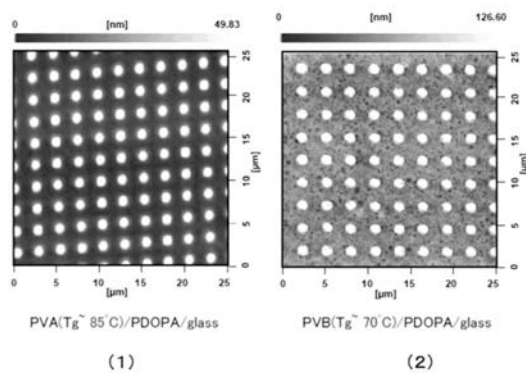 0 [nm] 49.83
25
20
15
10
5
0
[µm]
0 5 10 15 20 25
[µm]
PVA(Tg~ 85°C)/PDOPA/glass
(1)
0 [nm] 126.60
25
20
15
10
5
0
[µm]
0 5 10 15 20 25
[µm]
PVB(Tg~ 70°C)/PDOPA/glass
(2)